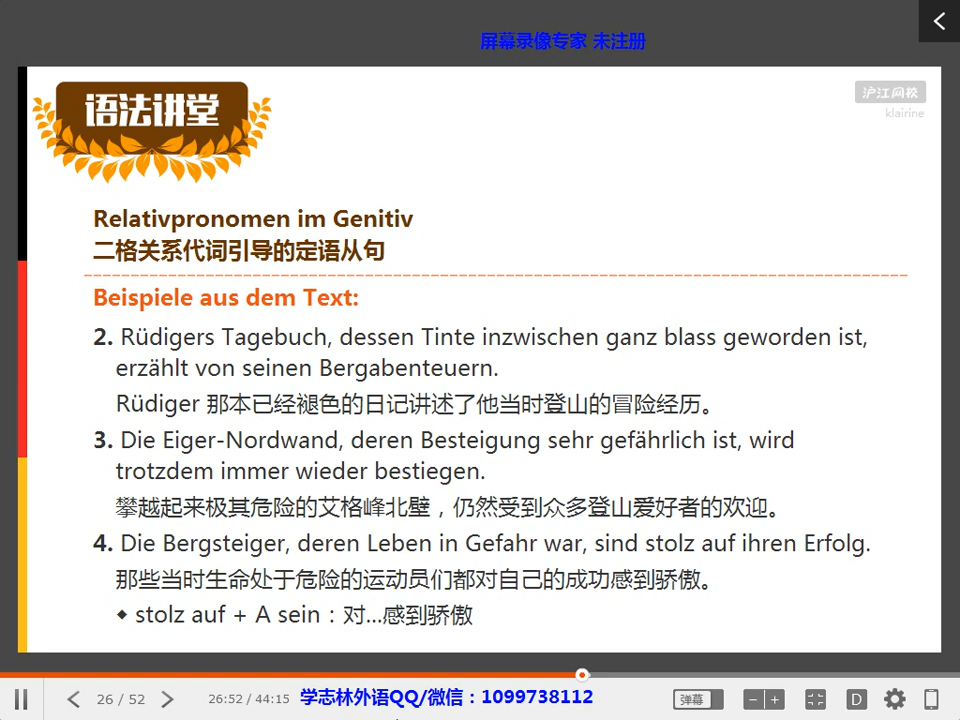 屏幕录像专家 未注册
语法讲堂
沪江网校
klairine
Relativpronomen im Genitiv
二格关系代词引导的定语从句
Beispiele aus dem Text:
2. Rüdigers Tagebuch, dessen Tinte inzwischen ganz blass geworden ist,
erzählt von seinen Bergabenteuern.
Rüdiger 那本已经褪色的日记讲述了他当时登山的冒险经历。
3. Die Eiger-Nordwand, deren Besteigung sehr gefährlich ist, wird
trotzdem immer wieder bestiegen.
攀越起来极其危险的艾格峰北壁，仍然受到众多登山爱好者的欢迎。
4. Die Bergsteiger, deren Leben in Gefahr war, sind stolz auf ihren Erfolg.
那些当时生命处于危险的运动员们都对自己的成功感到骄傲。
◆ stolz auf + A sein：对...感到骄傲
26 / 52
26:52 / 44:15
学志林外语QQ/微信：1099738112
弹幕
D